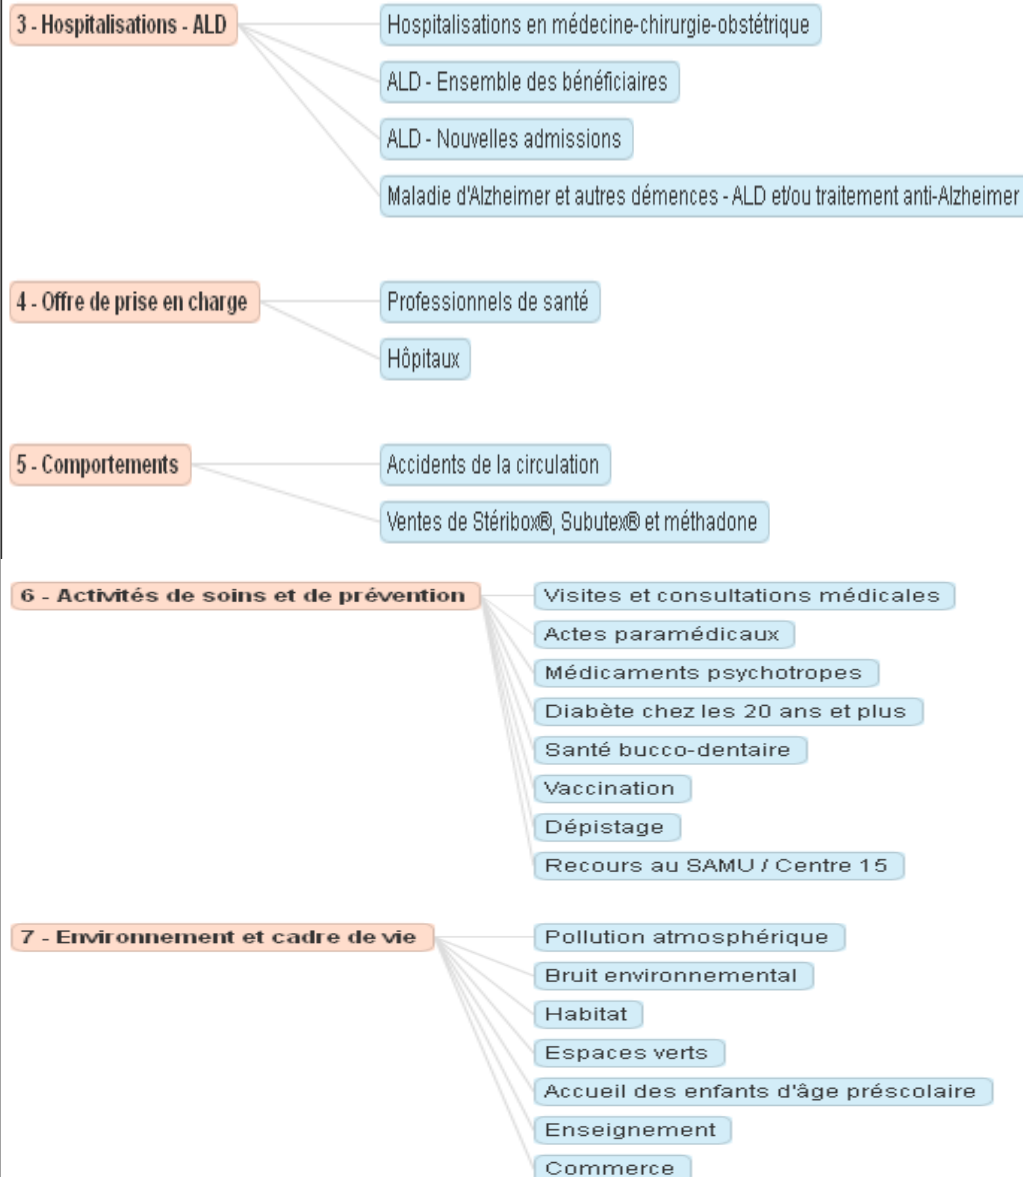 3 - Hospitalisations - ALD
Hospitalisations en médecine-chirurgie-obstétrique
ALD - Ensemble des bénéficiaires
ALD - Nouvelles admissions
Maladie d'Alzheimer et autres démences - ALD et/ou traitement anti-Alzheimer
4 - Offre de prise en charge
Professionnels de santé
Hôpitaux
5 - Comportements
Accidents de la circulation
Ventes de Stéribox®, Subutex® et méthadone
6 - Activités de soins et de prévention
Visites et consultations médicales
Actes paramédicaux
Médicaments psychotropes
Diabète chez les 20 ans et plus
Santé bucco-dentaire
Vaccination
Dépistage
Recours au SAMU / Centre 15
7 - Environnement et cadre de vie
Pollution atmosphérique
Bruit environnemental
Habitat
Espaces verts
Accueil des enfants d'âge préscolaire
Enseignement
Commerce